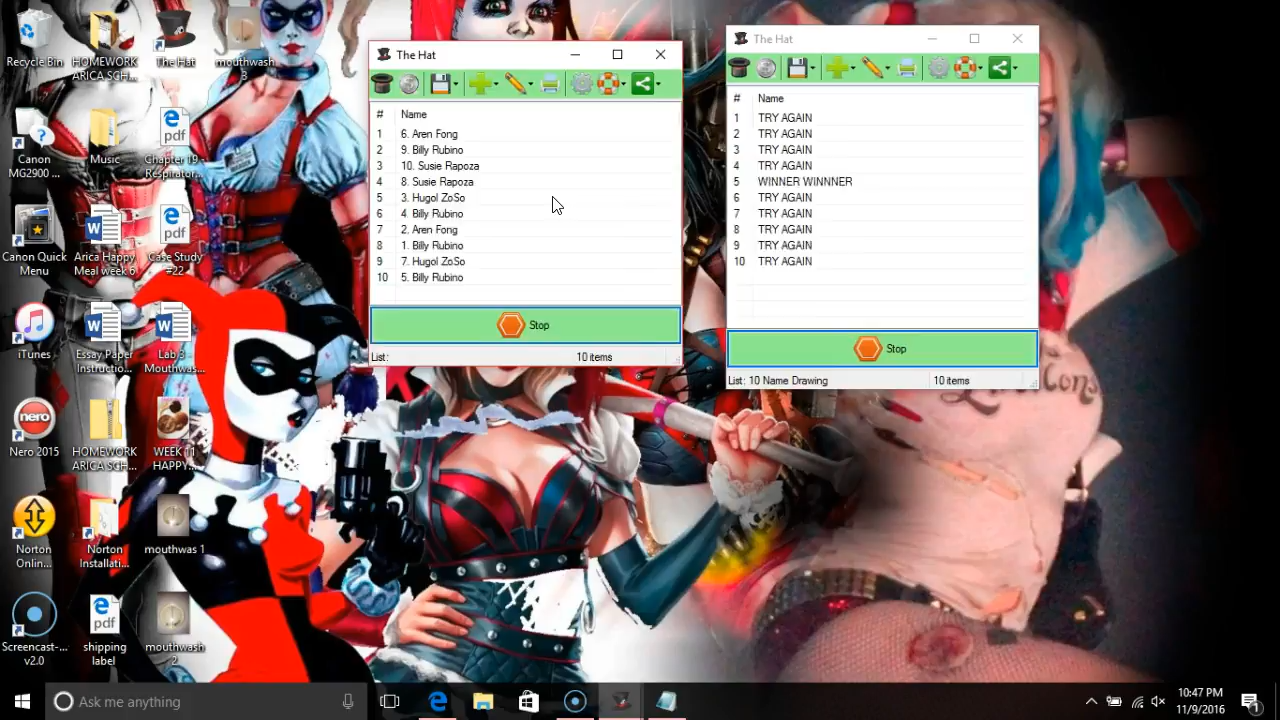 Recycle Bin
HOMEWORK
ARICA SCH...
The Hat
mouthwash
3
Canon
MG2900 ...
Music
Chapter 19 -
Respirator...
Canon Quick
Menu
Arica Happy
Meal week 6
Case Study
#22
iTunes
Essay Paper
Instructio...
Lab 3 -
Mouthwas...
nero
Nero 2015
HOMEWORK
ARICA SCH...
WEEK 11
HAPPY...
Norton
Onlin...
Norton
Installati...
mouthwas 1
Screencast-...
v2.0
pdf
shipping
label
mouthwash
2
The Hat
# Name
1 6. Aren Fong
2 9. Billy Rubino
3 10. Susie Rapoza
4 8. Susie Rapoza
5 3. Hugol ZoSo
6 4. Billy Rubino
7 2. Aren Fong
8 1. Billy Rubino
9 7. Hugol ZoSo
10 5. Billy Rubino
Stop
List: 10 items
The Hat
# Name
1 TRY AGAIN
2 TRY AGAIN
3 TRY AGAIN
4 TRY AGAIN
5 WINNER WINNNER
6 TRY AGAIN
7 TRY AGAIN
8 TRY AGAIN
9 TRY AGAIN
10 TRY AGAIN
Stop
List: 10 Name Drawing 10 items
Ask me anything
10:47 PM
11/9/2016